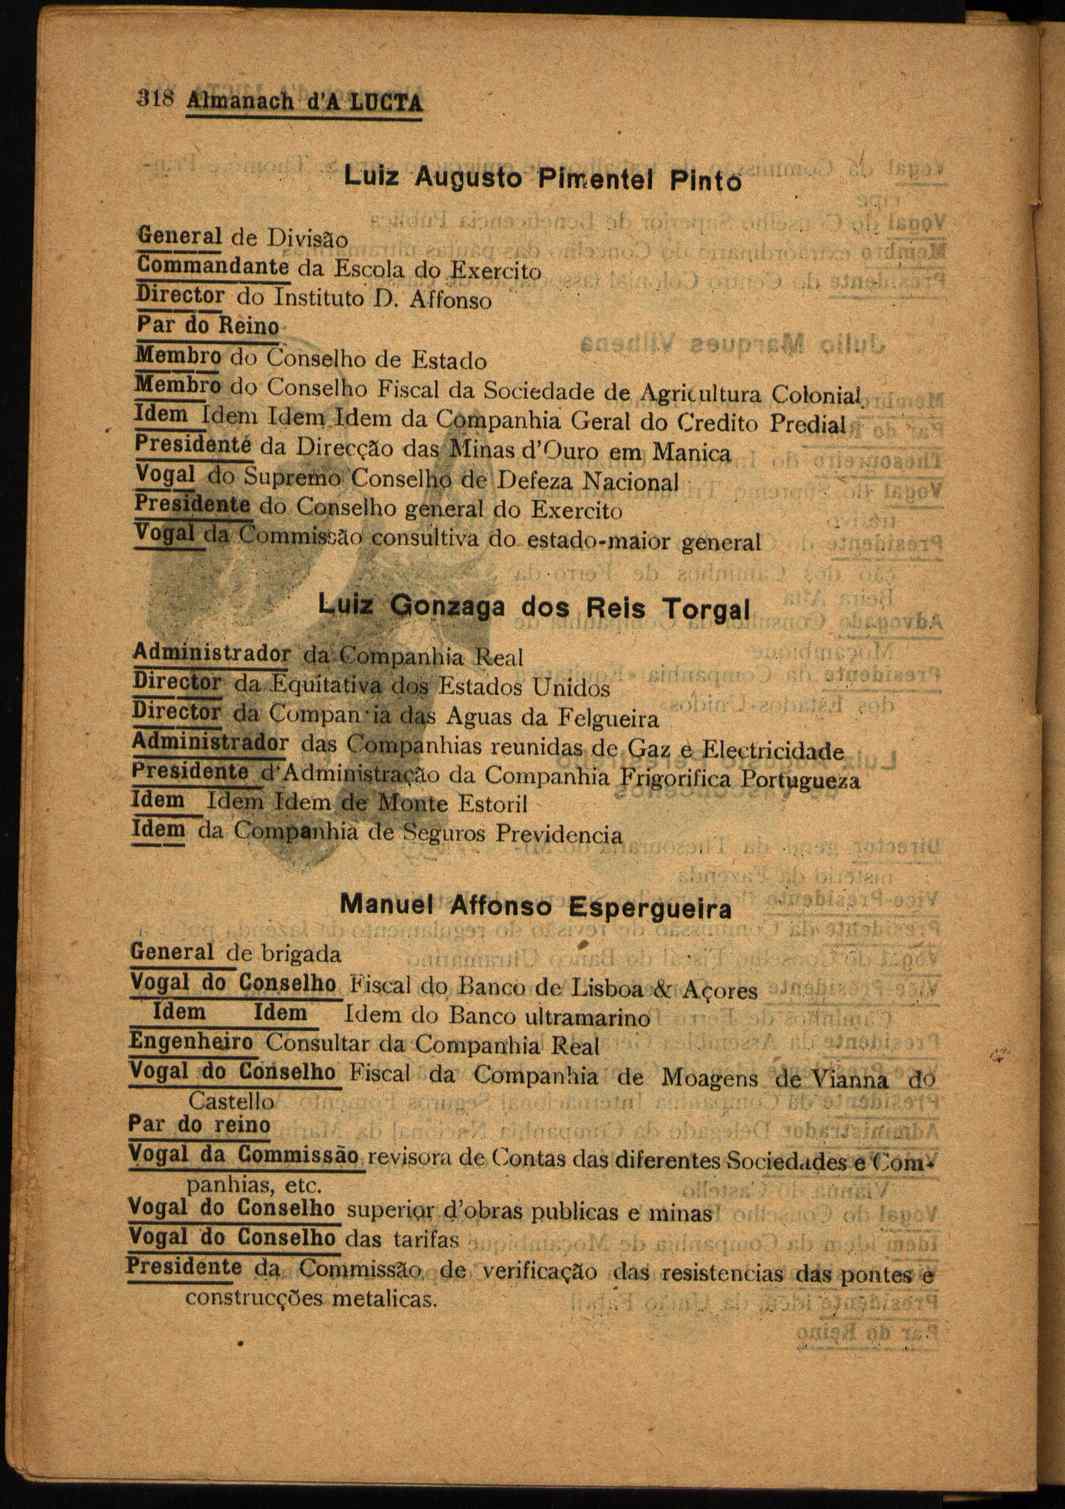 318 Almanach d'A LUCTA
Luiz Augusto Pimentel Pinto
General de Divisão
Commandante da Escola do Exercito
Director do Instituto D. Affonso
Par do Reino
Membro do Conselho de Estado
Membro do Conselho Fiscal da Sociedade de Agricultura Colonial
Idem Idem Idem Idem da Companhia Geral do Credito Predial
Presidente da Direcção das Minas d'Ouro em Manica
Vogal do Supremo Conselho de Defeza Nacional
Presidente do Conselho general do Exercito
Vogal da Commissão consultiva do estado-maior general
Luiz Gonzaga dos Reis Torgal
Administrador da Companhia Real
Director da Equitativa dos Estados Unidos
Director da Compan ia das Aguas da Felgueira
Administrador das Companhias reunidas de Gaz e Electricidade
Presidente d'Administração da Companhia Frigorifica Portugueza
Idem Idem Idem de Monte Estoril
Idem da Companhia de Seguros Previdencia
Manuel Affonso Espergueira
General de brigada
Vogal do Conselho Fiscal do Banco de Lisboa & Açores
Idem Idem Idem do Banco ultramarino
Engenheiro Consultar da Companhia Real
Vogal do Conselho Fiscal da Companhia de Moagens de Vianna do
Castello
Par do reino
Vogal da Commissão revisora de Contas das diferentes Sociedades e Com-
panhias, etc.
Vogal do Conselho superior d'obras publicas e minas
Vogal do Conselho das tarifas
Presidente da Commissão de verificação das resistencias das pontes e
construcções metalicas.